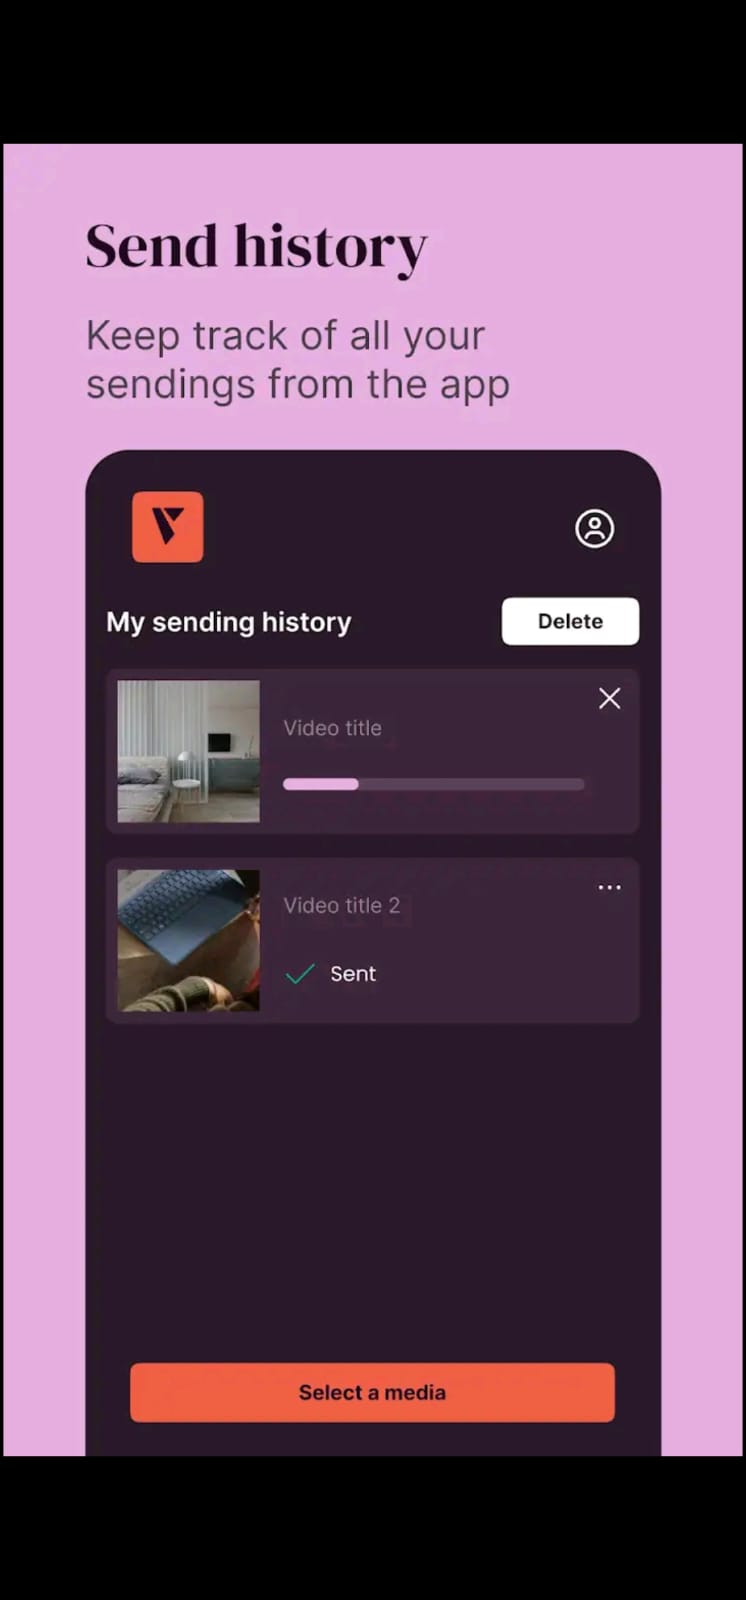 Send history
Keep track of all your
sendings from the app
My sending history
Delete
Video title
Video title 2
Sent
Select a media